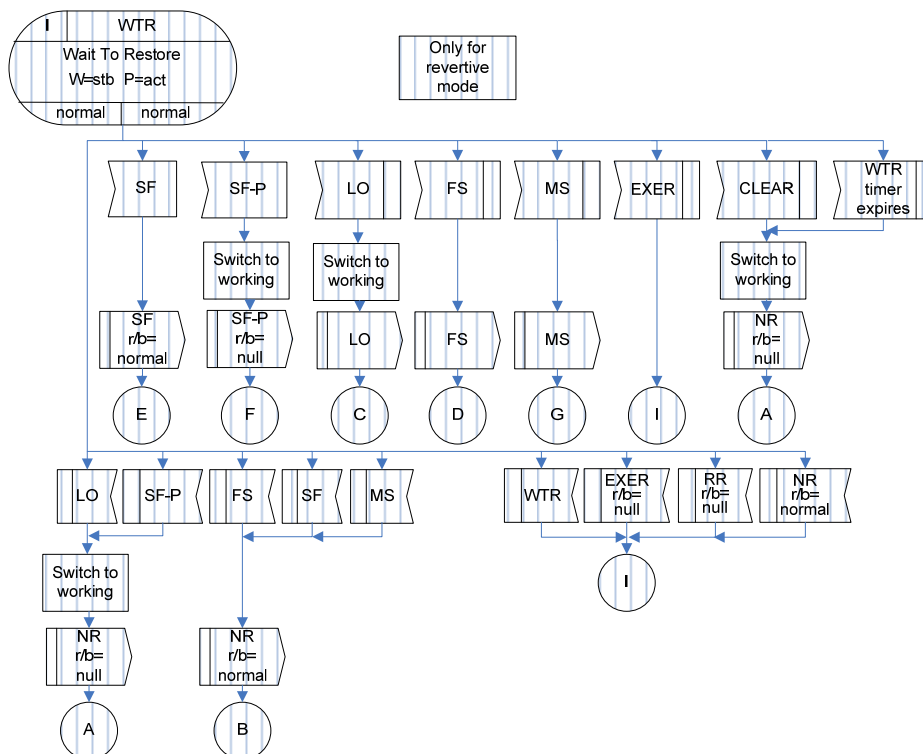 I WTR
Wait To Restore
W=stb P=act
normal normal
Only for
revertive
mode
SF
SF-P
LO
FS
MS
EXER
CLEAR
WTR
timer
expires
Switch to
working
Switch to
working
Switch to
working
SF
r/b=
normal
SF-P
r/b=
null
LO
FS
MS
NR
r/b=
null
E
F
C
D
G
I
A
LO
SF-P
FS
SF
MS
WTR
EXER
r/b=
null
RR
r/b=
null
NR
r/b=
normal
Switch to
working
I
NR
r/b=
null
NR
r/b=
normal
A
B